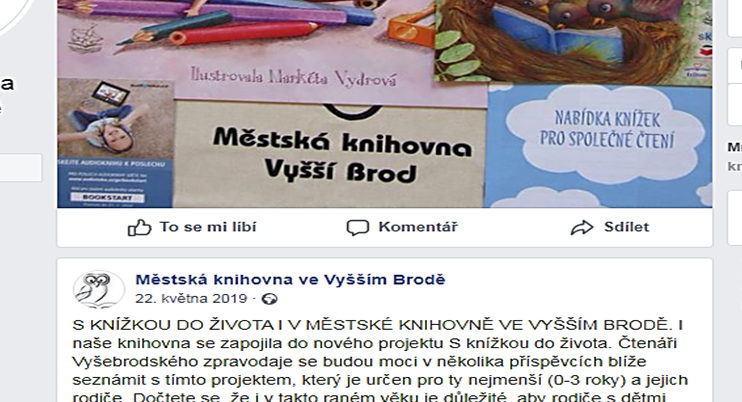 a
Ilustrovala Markéta Vydrová
Městská knihovna
Vyšší Brod
NABÍDKA KNÍŽEK
PRO SPOLEČNÉ ČTENÍ
SKEJTE AUDIOKNIHU K POSLECHU
BOOKSTART
To se mi líbí
Komentář
Sdílet
Městská knihovna ve Vyšším Brodě
22. května 2019 ·
S KNÍŽKOU DO ŽIVOTA I V MĚSTSKÉ KNIHOVNĚ VE VYŠŠÍM BRODĚ. I
naše knihovna se zapojila do nového projektu S knížkou do života. Čtenáři
Vyšebrodského zpravodaje se budou moci v několika příspěvcích blíže
seznámit s tímto projektem, který je určen pro ty nejmenší (0-3 roky) a jejich
rodiče. Dočtete se, že i v takto raném věku je důležité, aby rodiče s dětmi